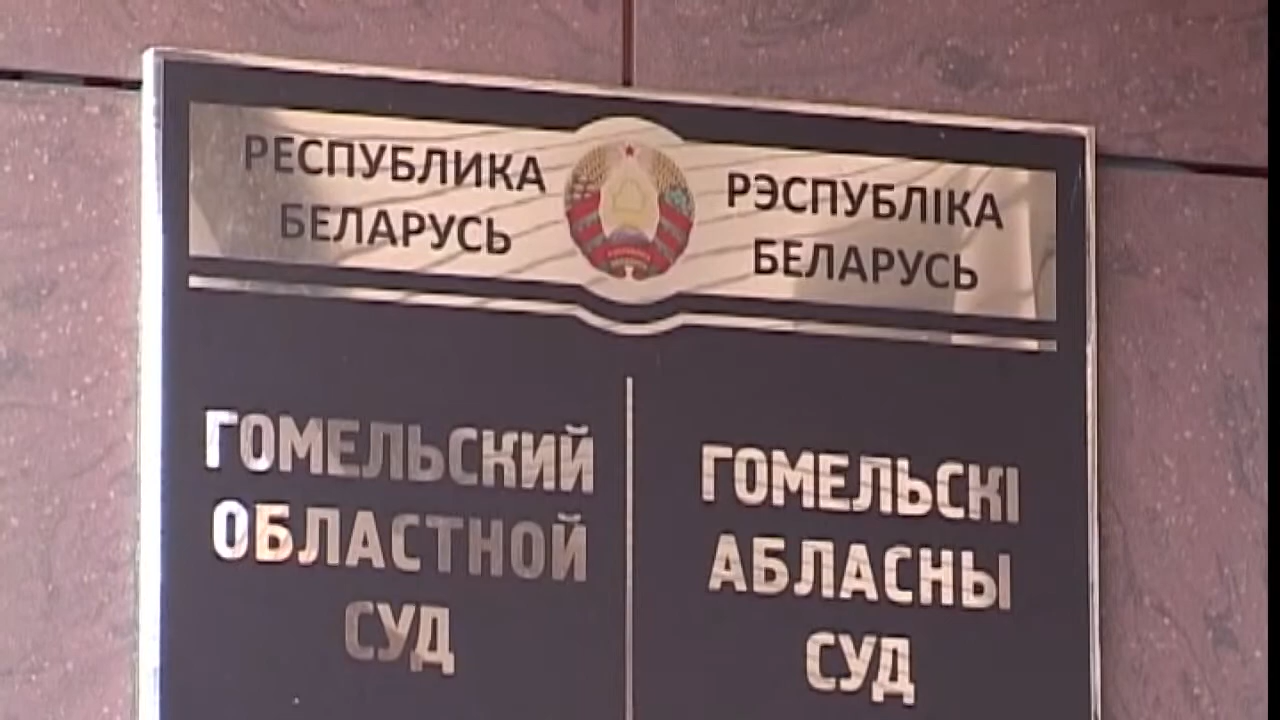 РЕСПУБЛИКА
БЕЛАРУСЬ
РЭСПУБЛІКА
БЕЛАРУСЬ
ГОМЕЛЬСКИЙ
ОБЛАСТНОЙ
СУД
ГОМЕЛЬСКІ
АБЛАСНЫ
СУД